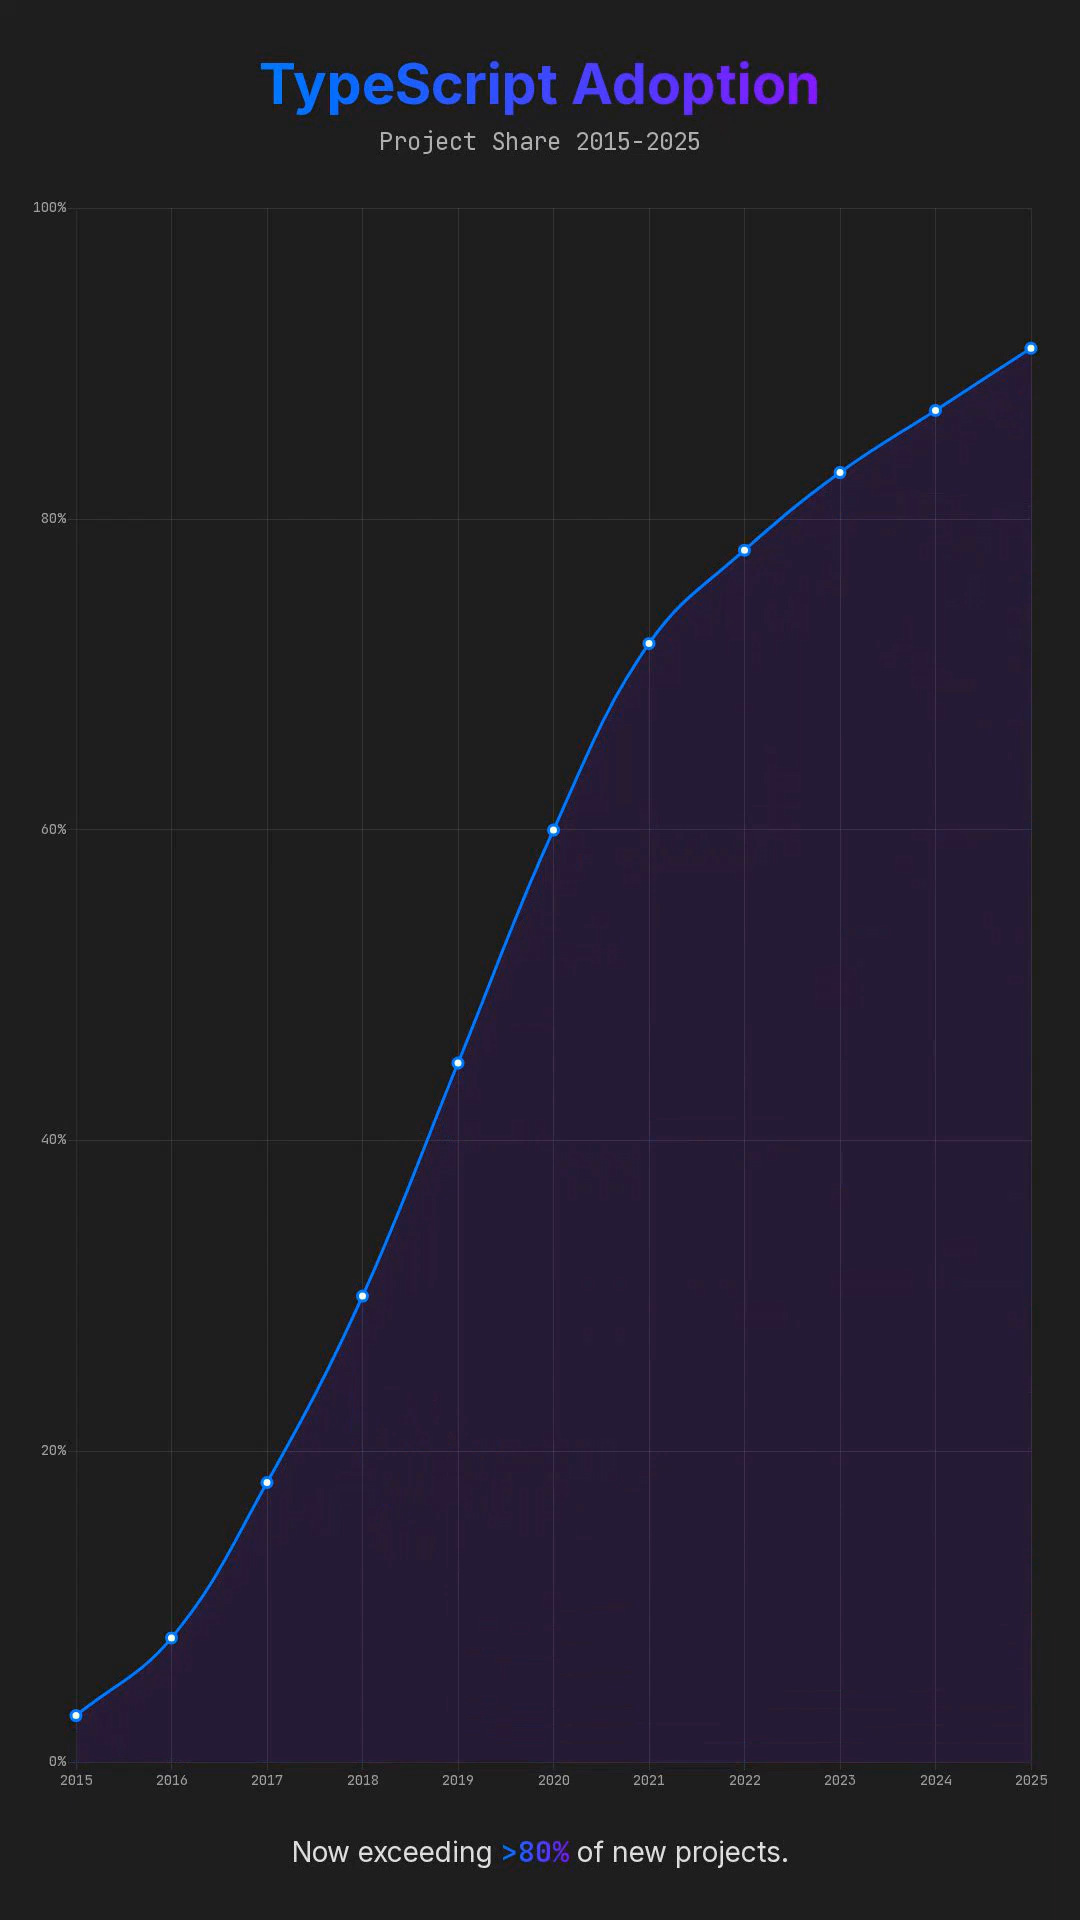 TypeScript Adoption
Project Share 2015-2025
100%
80%
60%
40%
20%
0%
2015 2016 2017 2018 2019 2020 2021 2022 2023 2024 2025
Now exceeding >80% of new projects.